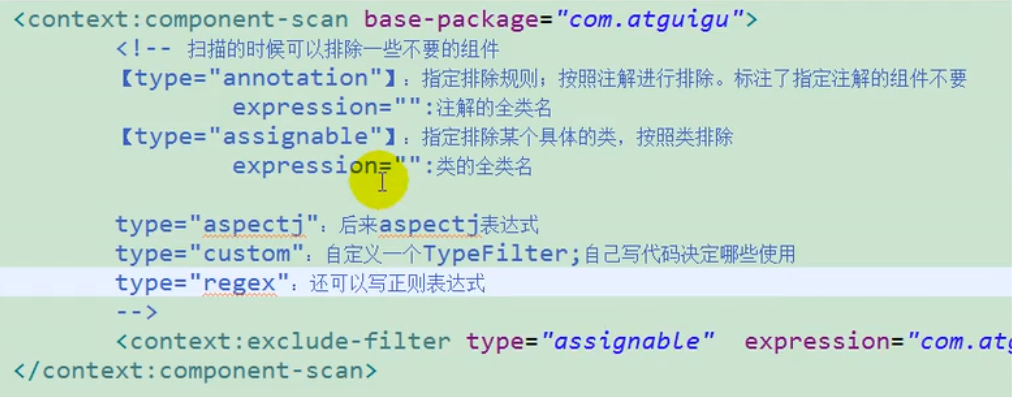 <context:component-scan base-package="com.atguigu">
<!-- 扫描的时候可以排除一些不要的组件
【type="annotation"】：指定排除规则；按照注解进行排除。标注了指定注解的组件不要
expression="":注解的全类名
【type="assignable"】：指定排除某个具体的类，按照类排除
expression="":类的全类名
type="aspectj"：后来aspectj表达式
type="custom"：自定义一个TypeFilter;自己写代码决定哪些使用
type="regex"：还可以写正则表达式
-->
<context:exclude-filter type="assignable" expression="com.atg
</context:component-scan>